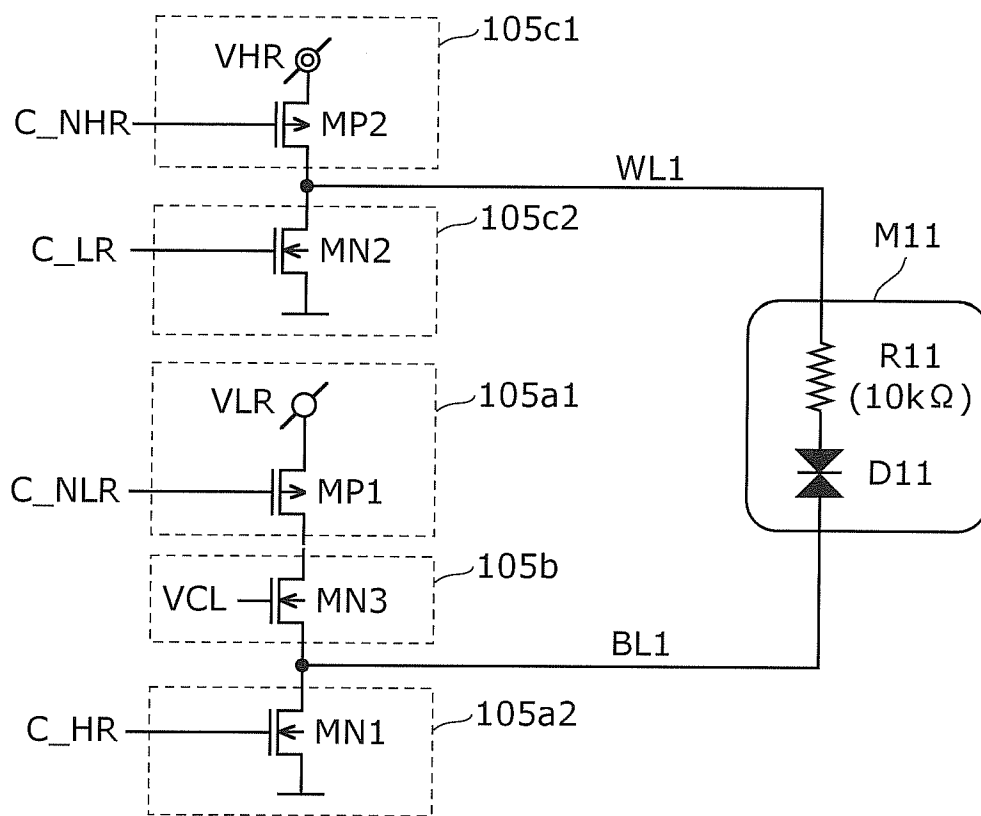 105c1
VHR
C_NHR
MP2
WL1
105c2
C_LR
MN2
M11
R11
(10kΩ)
D11
105a1
VLR
C_NLR
MP1
105b
VCL
MN3
BL1
105a2
C_HR
MN1